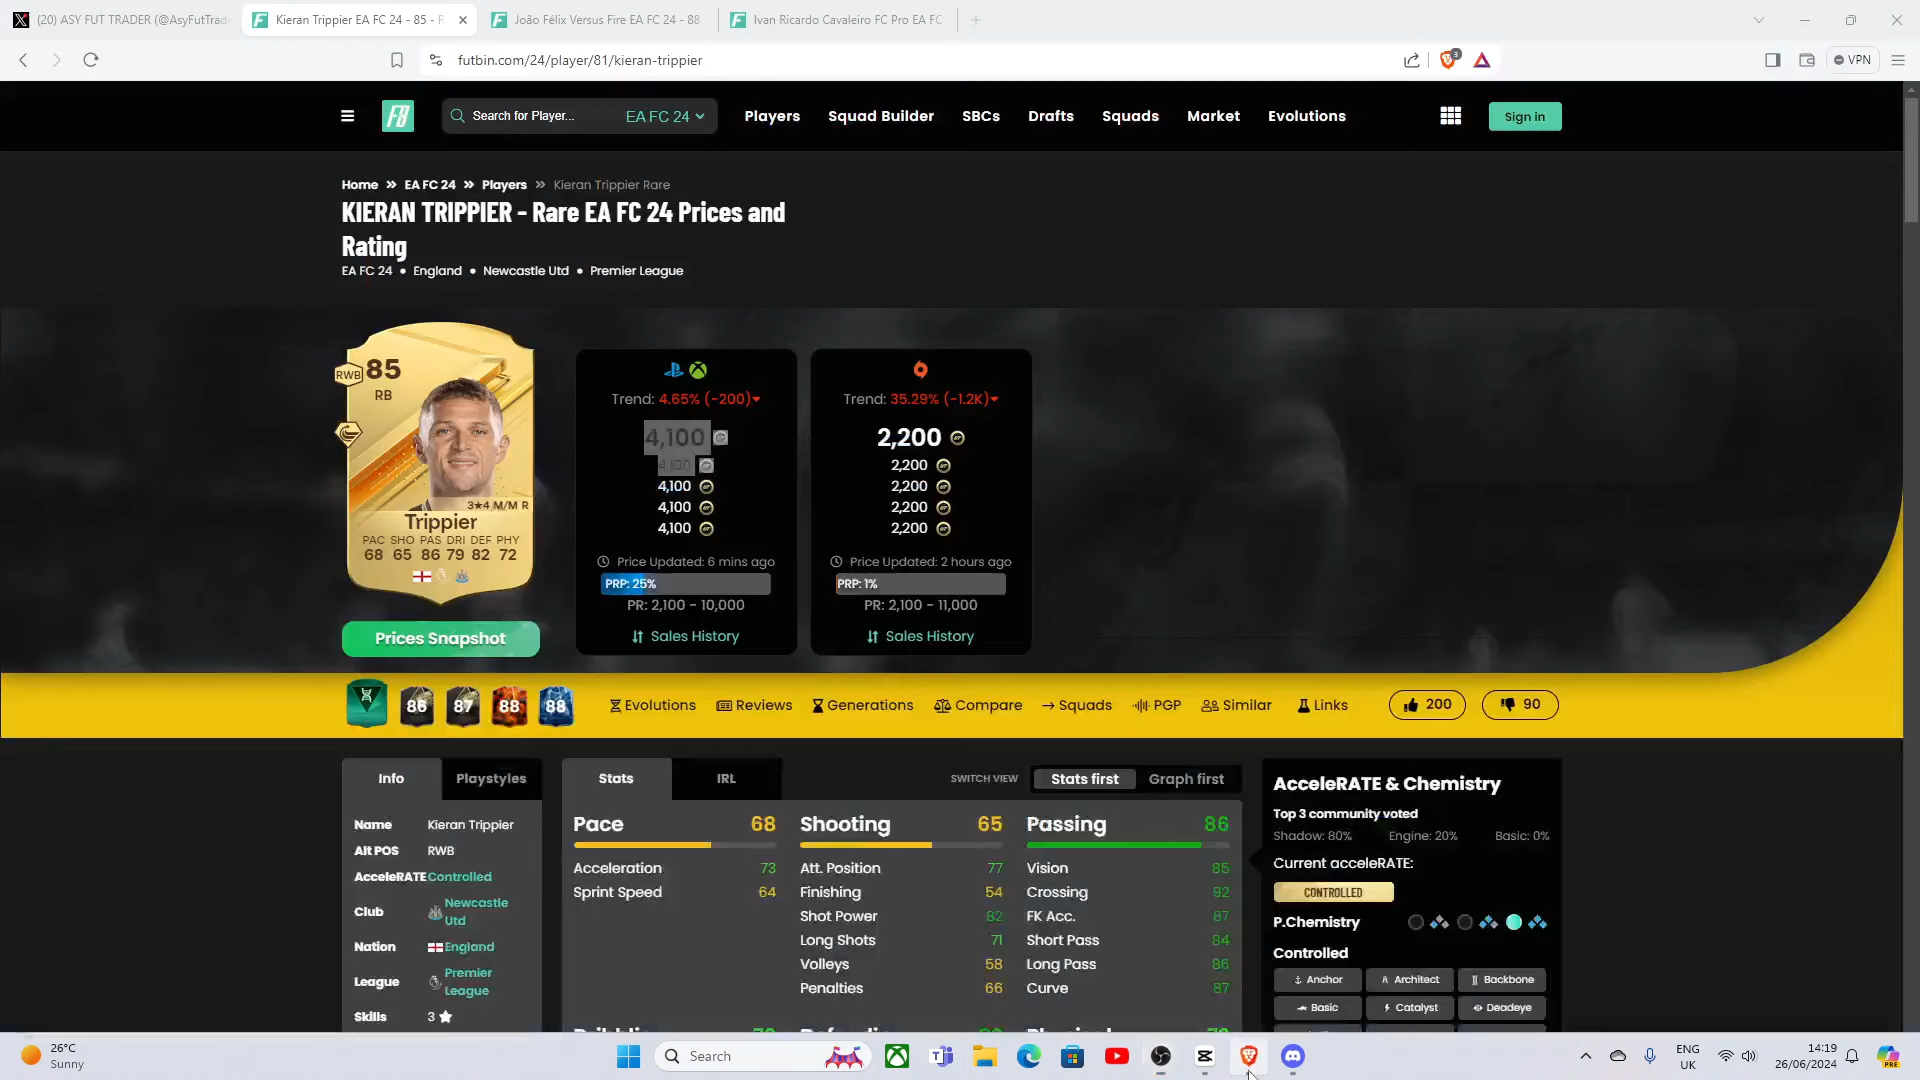 (20) ASY FUT TRADER (@AsyFutTrad
Kieran Trippier EA FC 24 - 85 - R
João Félix Versus Fire EA FC 24 - 88
Ivan Ricardo Cavaleiro FC Pro EA FC
futbin.com/24/player/81/kieran-trippier
3
VPN
F8
Search for Player...
EA FC 24
Players
Squad Builder
SBCs
Drafts
Squads
Market
Evolutions
Sign in
Home » EA FC 24 » Players » Kieran Trippier Rare
KIERAN TRIPPIER - Rare EA FC 24 Prices and
Rating
EA FC 24 • England • Newcastle Utd • Premier League
RWB
85
RB
3★4 M/M R
Trippier
PAC SHO PAS DRI DEF PHY
68 65 86 79 82 72
Prices Snapshot
Trend: 4.65% (-200)
4,100
4,100
4,100
4,100
4,100
Price Updated: 6 mins ago
PRP: 25%
PR: 2,100 - 10,000
Sales History
Trend: 35.29% (-1.2K)
2,200
2,200
2,200
2,200
2,200
Price Updated: 2 hours ago
PRP: 1%
PR: 2,100 - 11,000
Sales History
86
87
88
88
Evolutions
Reviews
Generations
Compare
Squads
PGP
Similar
Links
200
90
Info
Playstyles
Name Kieran Trippier
Alt POS RWB
AcceleRATE Controlled
Club Newcastle
Utd
Nation England
League Premier
League
Skills 3
Stats
IRL
SWITCH VIEW
Stats first
Graph first
Pace 68
Acceleration 73
Sprint Speed 64
Shooting 65
Att. Position 77
Finishing 54
Shot Power 82
Long Shots 71
Volleys 58
Penalties 66
Passing 86
Vision 85
Crossing 92
FK Acc. 87
Short Pass 84
Long Pass 86
Curve 87
AcceleRATE & Chemistry
Top 3 community voted
Shadow: 80% Engine: 20% Basic: 0%
Current acceleRATE:
CONTROLLED
P.Chemistry
Controlled
Anchor
Architect
Backbone
Basic
Catalyst
Deadeye
26°C
Sunny
Search
ENG
UK
14:19
26/06/2024
PRE